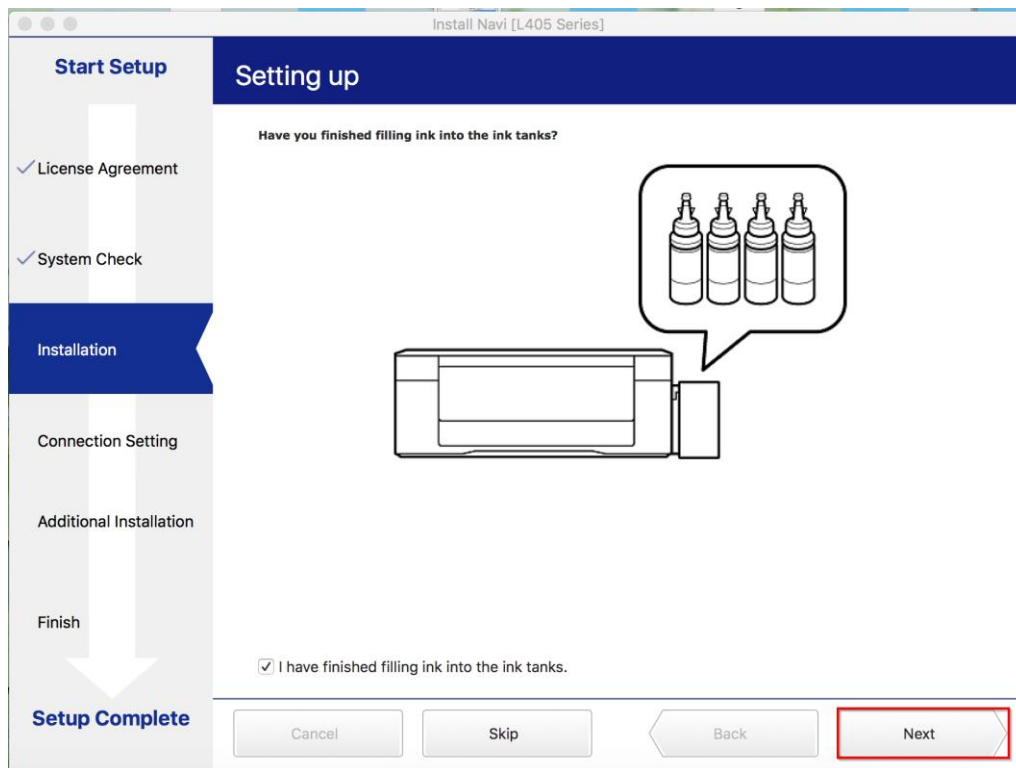 Install Navi [L405 Series]
Start Setup
Setting up
Have you finished filling ink into the ink tanks?
License Agreement
System Check
Installation
Connection Setting
Additional Installation
Finish
I have finished filling ink into the ink tanks.
Setup Complete
Cancel
Skip
Back
Next